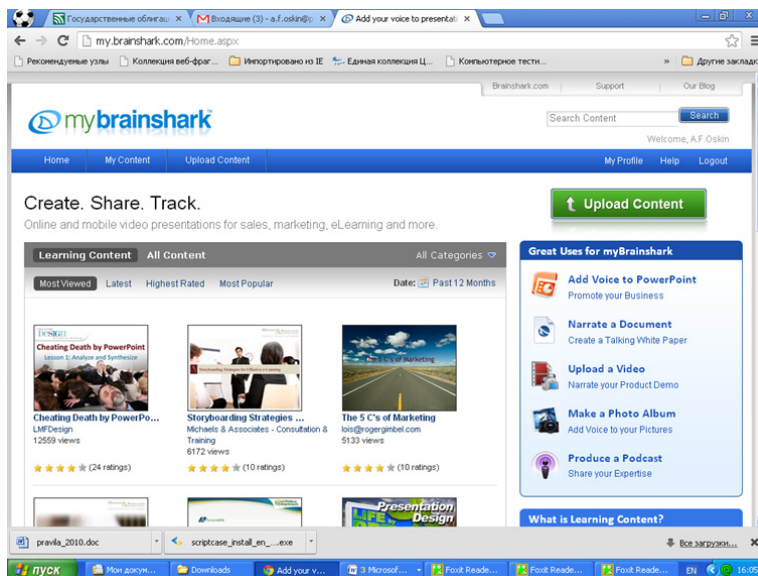 Государственные облигац
Входящие (3) - a.f.oskin@p
Add your voice to presentati
my.brainshark.com/Home.aspx
Рекомендуемые узлы
Коллекция веб-фраг...
Импортировано из IE
Единая коллекция Ц...
Компьютерное тести...
»
Другие закладк
Brainshark.com
Support
Our Blog
mybrainshark
Search Content
Search
Welcome, A.F.Oskin
Home
My Content
Upload Content
My Profile
Help
Logout
Create. Share. Track.
Online and mobile video presentations for sales, marketing, eLearning and more.
Upload Content
Learning Content
All Content
All Categories
Most Viewed
Latest
Highest Rated
Most Popular
Date:
Past 12 Months
DESIGN
Cheating Death by PowerPoint
Lesson 1: Analyze and Synthesize
Cheating Death by PowerPo...
LMFDesign
12559 views
(24 ratings)
Storyboarding Strategies for Effective e-Learning
Storyboarding Strategies ...
Michaels & Associates - Consultation &
Training
6172 views
(10 ratings)
The 5 C's of Marketing
The 5 C's of Marketing
lois@rogergimbel.com
5133 views
(10 ratings)
Presentation
Design
Great Uses for myBrainshark
Add Voice to PowerPoint
Promote your Business
Narrate a Document
Create a Talking White Paper
Upload a Video
Narrate your Product Demo
Make a Photo Album
Add Voice to your Pictures
Produce a Podcast
Share your Expertise
What is Learning Content?
pravila_2010.doc
scriptcase_install_en_....exe
Все загрузки...
пуск
Мои докум...
Downloads
Add your v...
3 Microsof...
Foxit Reade...
Foxit Reade...
Foxit Reade...
EN
16:05